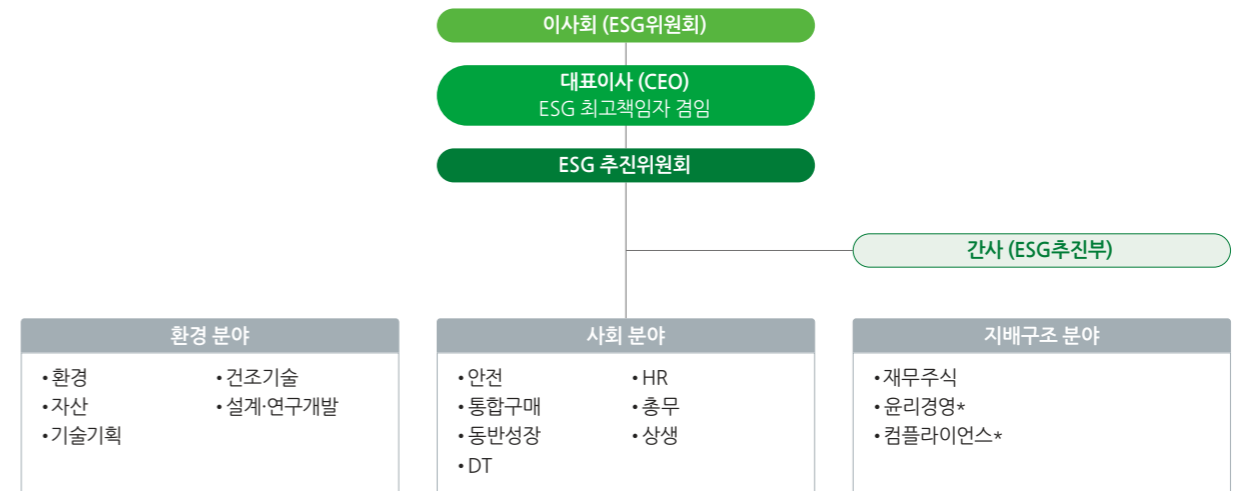 이사회 (ESG위원회)
대표이사 (CEO)
ESG 최고책임자 겸임
ESG 추진위원회
간사 (ESG추진부)
환경 분야
•환경
•자산
•기술기획
•건조기술
•설계·연구개발
사회 분야
•안전
•통합구매
•동반성장
•DT
•HR
•총무
•상생
지배구조 분야
•재무주식
•윤리경영*
•컴플라이언스*